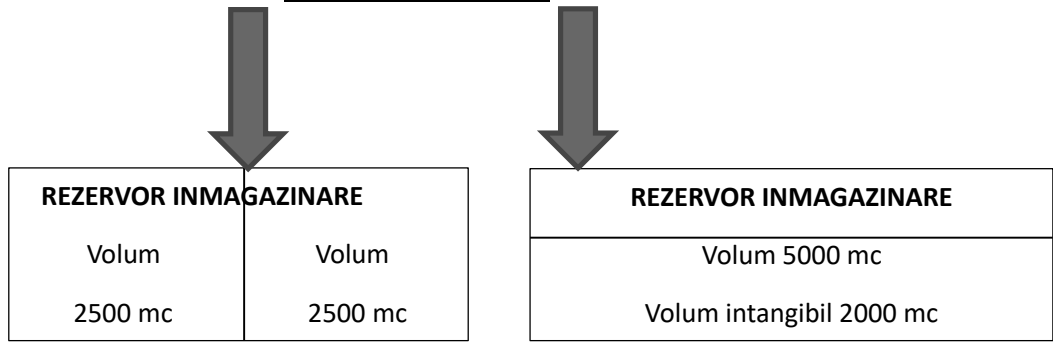 REZERVOR INMAGAZINARE
Volum
2500 mc
Volum
2500 mc
REZERVOR INMAGAZINARE
Volum 5000 mc
Volum intangibil 2000 mc